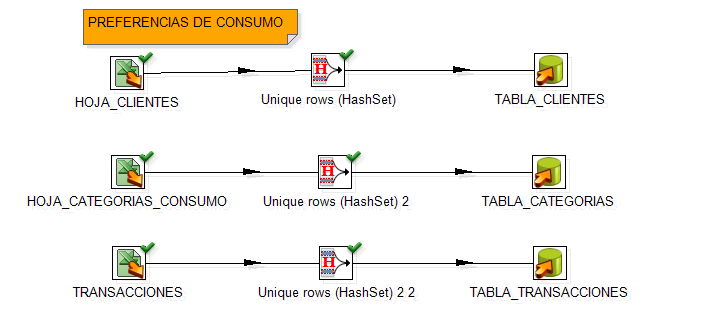 PREFERENCIAS DE CONSUMO
HOJA_CLIENTES
Unique rows (HashSet)
TABLA_CLIENTES
HOJA_CATEGORIAS_CONSUMO
Unique rows (HashSet) 2
TABLA_CATEGORIAS
TRANSACCIONES
Unique rows (HashSet) 2 2
TABLA_TRANSACCIONES